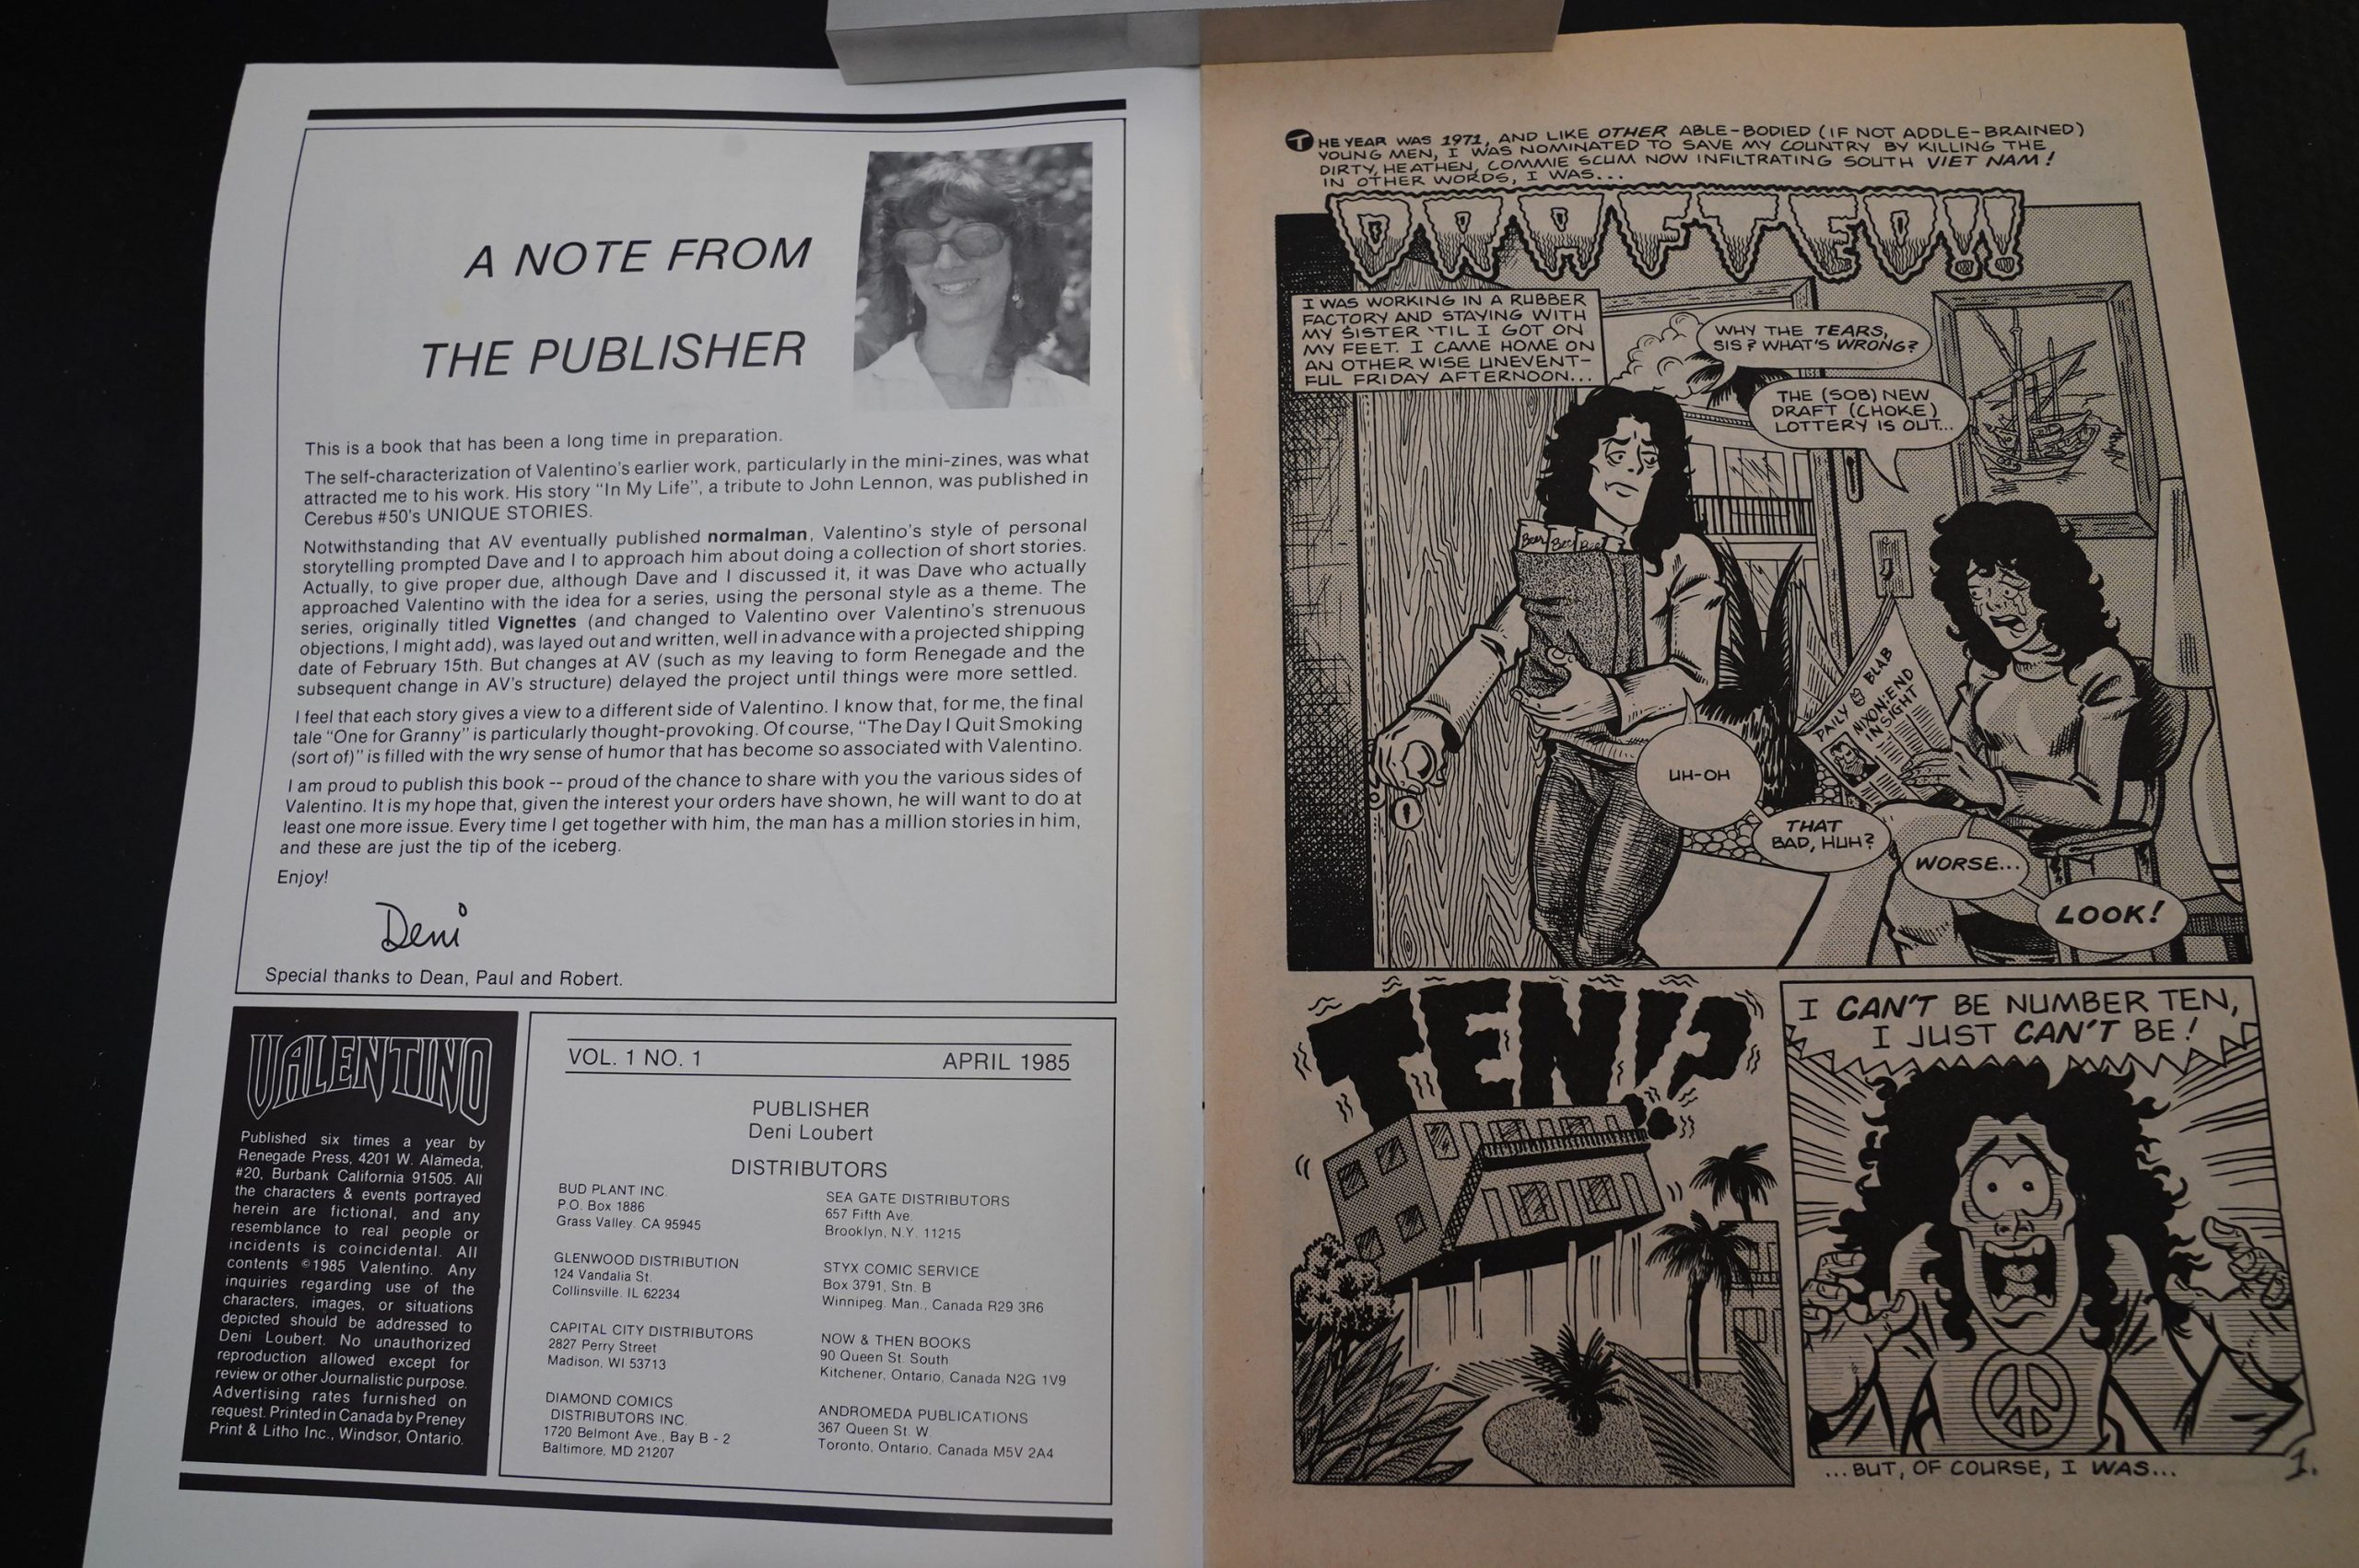 A NOTE FROM
THE PUBLISHER
This is a book that has been a long time in preparation.
The self-characterization of Valentino's earlier work, particularly in the mini-zines, was what
attracted me to his work. His story "In My Life", a tribute to John Lennon, was published in
Cerebus #50's UNIQUE STORIES.
Notwithstanding that AV eventually published normalman, Valentino's style of personal
storytelling prompted Dave and I to approach him about doing a collection of short stories.
Actually, to give proper due, although Dave and I discussed it, it was Dave who actually
approached Valentino with the idea for a series, using the personal style as a theme. The
series, originally titled Vignettes (and changed to Valentino over Valentino's strenuous
objections, I might add), was layed out and written, well in advance with a projected shipping
date of February 15th. But changes at AV (such as my leaving to form Renegade and the
subsequent change in AV's structure) delayed the project until things were more settled.
I feel that each story gives a view to a different side of Valentino. I know that, for me, the final
tale "One for Granny" is particularly thought-provoking. Of course, "The Day I Quit Smoking
(sort of)" is filled with the wry sense of humor that has become so associated with Valentino.
I am proud to publish this book -- proud of the chance to share with you the various sides of
Valentino. It is my hope that, given the interest your orders have shown, he will want to do at
least one more issue. Every time I get together with him, the man has a million stories in him,
and these are just the tip of the iceberg.
Enjoy!
Deni
Special thanks to Dean, Paul and Robert.
VALENTINO
Published six times a year by
Renegade Press, 4201 W. Alameda,
#20, Burbank California 91505. All
the characters & events portrayed
herein are fictional, and any
resemblance to real people or
incidents is coincidental. All
contents ©1985 Valentino. Any
inquiries regarding use of the
characters, images, or situations
depicted should be addressed to
Deni Loubert. No unauthorized
reproduction allowed except for
review or other Journalistic purpose.
Advertising rates furnished on
request. Printed in Canada by Preney
Print & Litho Inc., Windsor, Ontario.
VOL. 1 NO. 1 APRIL 1985
PUBLISHER
Deni Loubert
DISTRIBUTORS
BUD PLANT INC.
P.O. Box 1886
Grass Valley, CA 95945
GLENWOOD DISTRIBUTION
124 Vandalia St.
Collinsville, IL 62234
CAPITAL CITY DISTRIBUTORS
2827 Perry Street
Madison, WI 53713
DIAMOND COMICS
DISTRIBUTORS INC.
1720 Belmont Ave., Bay B - 2
Baltimore, MD 21207
SEA GATE DISTRIBUTORS
657 Fifth Ave.
Brooklyn, N.Y. 11215
STYX COMIC SERVICE
Box 3791, Stn. B
Winnipeg, Man., Canada R29 3R6
NOW & THEN BOOKS
90 Queen St. South
Kitchener, Ontario, Canada N2G 1V9
ANDROMEDA PUBLICATIONS
367 Queen St. W.
Toronto, Ontario, Canada M5V 2A4
THE YEAR WAS 1971, AND LIKE OTHER ABLE-BODIED (IF NOT ADDLE-BRAINED)
YOUNG MEN, I WAS NOMINATED TO SAVE MY COUNTRY BY KILLING THE
DIRTY, HEATHEN, COMMIE SCUM NOW INFILTRATING SOUTH VIET NAM!
IN OTHER WORDS, I WAS...
DRAFTED!!
I WAS WORKING IN A RUBBER
FACTORY AND STAYING WITH
MY SISTER 'TIL I GOT ON
MY FEET. I CAME HOME ON
AN OTHER WISE UNEVENT-
FUL FRIDAY AFTERNOON...
WHY THE TEARS,
SIS? WHAT'S WRONG?
THE (SOB) NEW
DRAFT (CHOKE)
LOTTERY IS OUT...
Beer Beer Beer
DAILY BLAB
NIXON: END
INSIGHT
UH-OH
THAT
BAD, HUH?
WORSE...
LOOK!
TEN!?
I CAN'T BE NUMBER TEN,
I JUST CAN'T BE!
...BUT, OF COURSE, I WAS...
1.